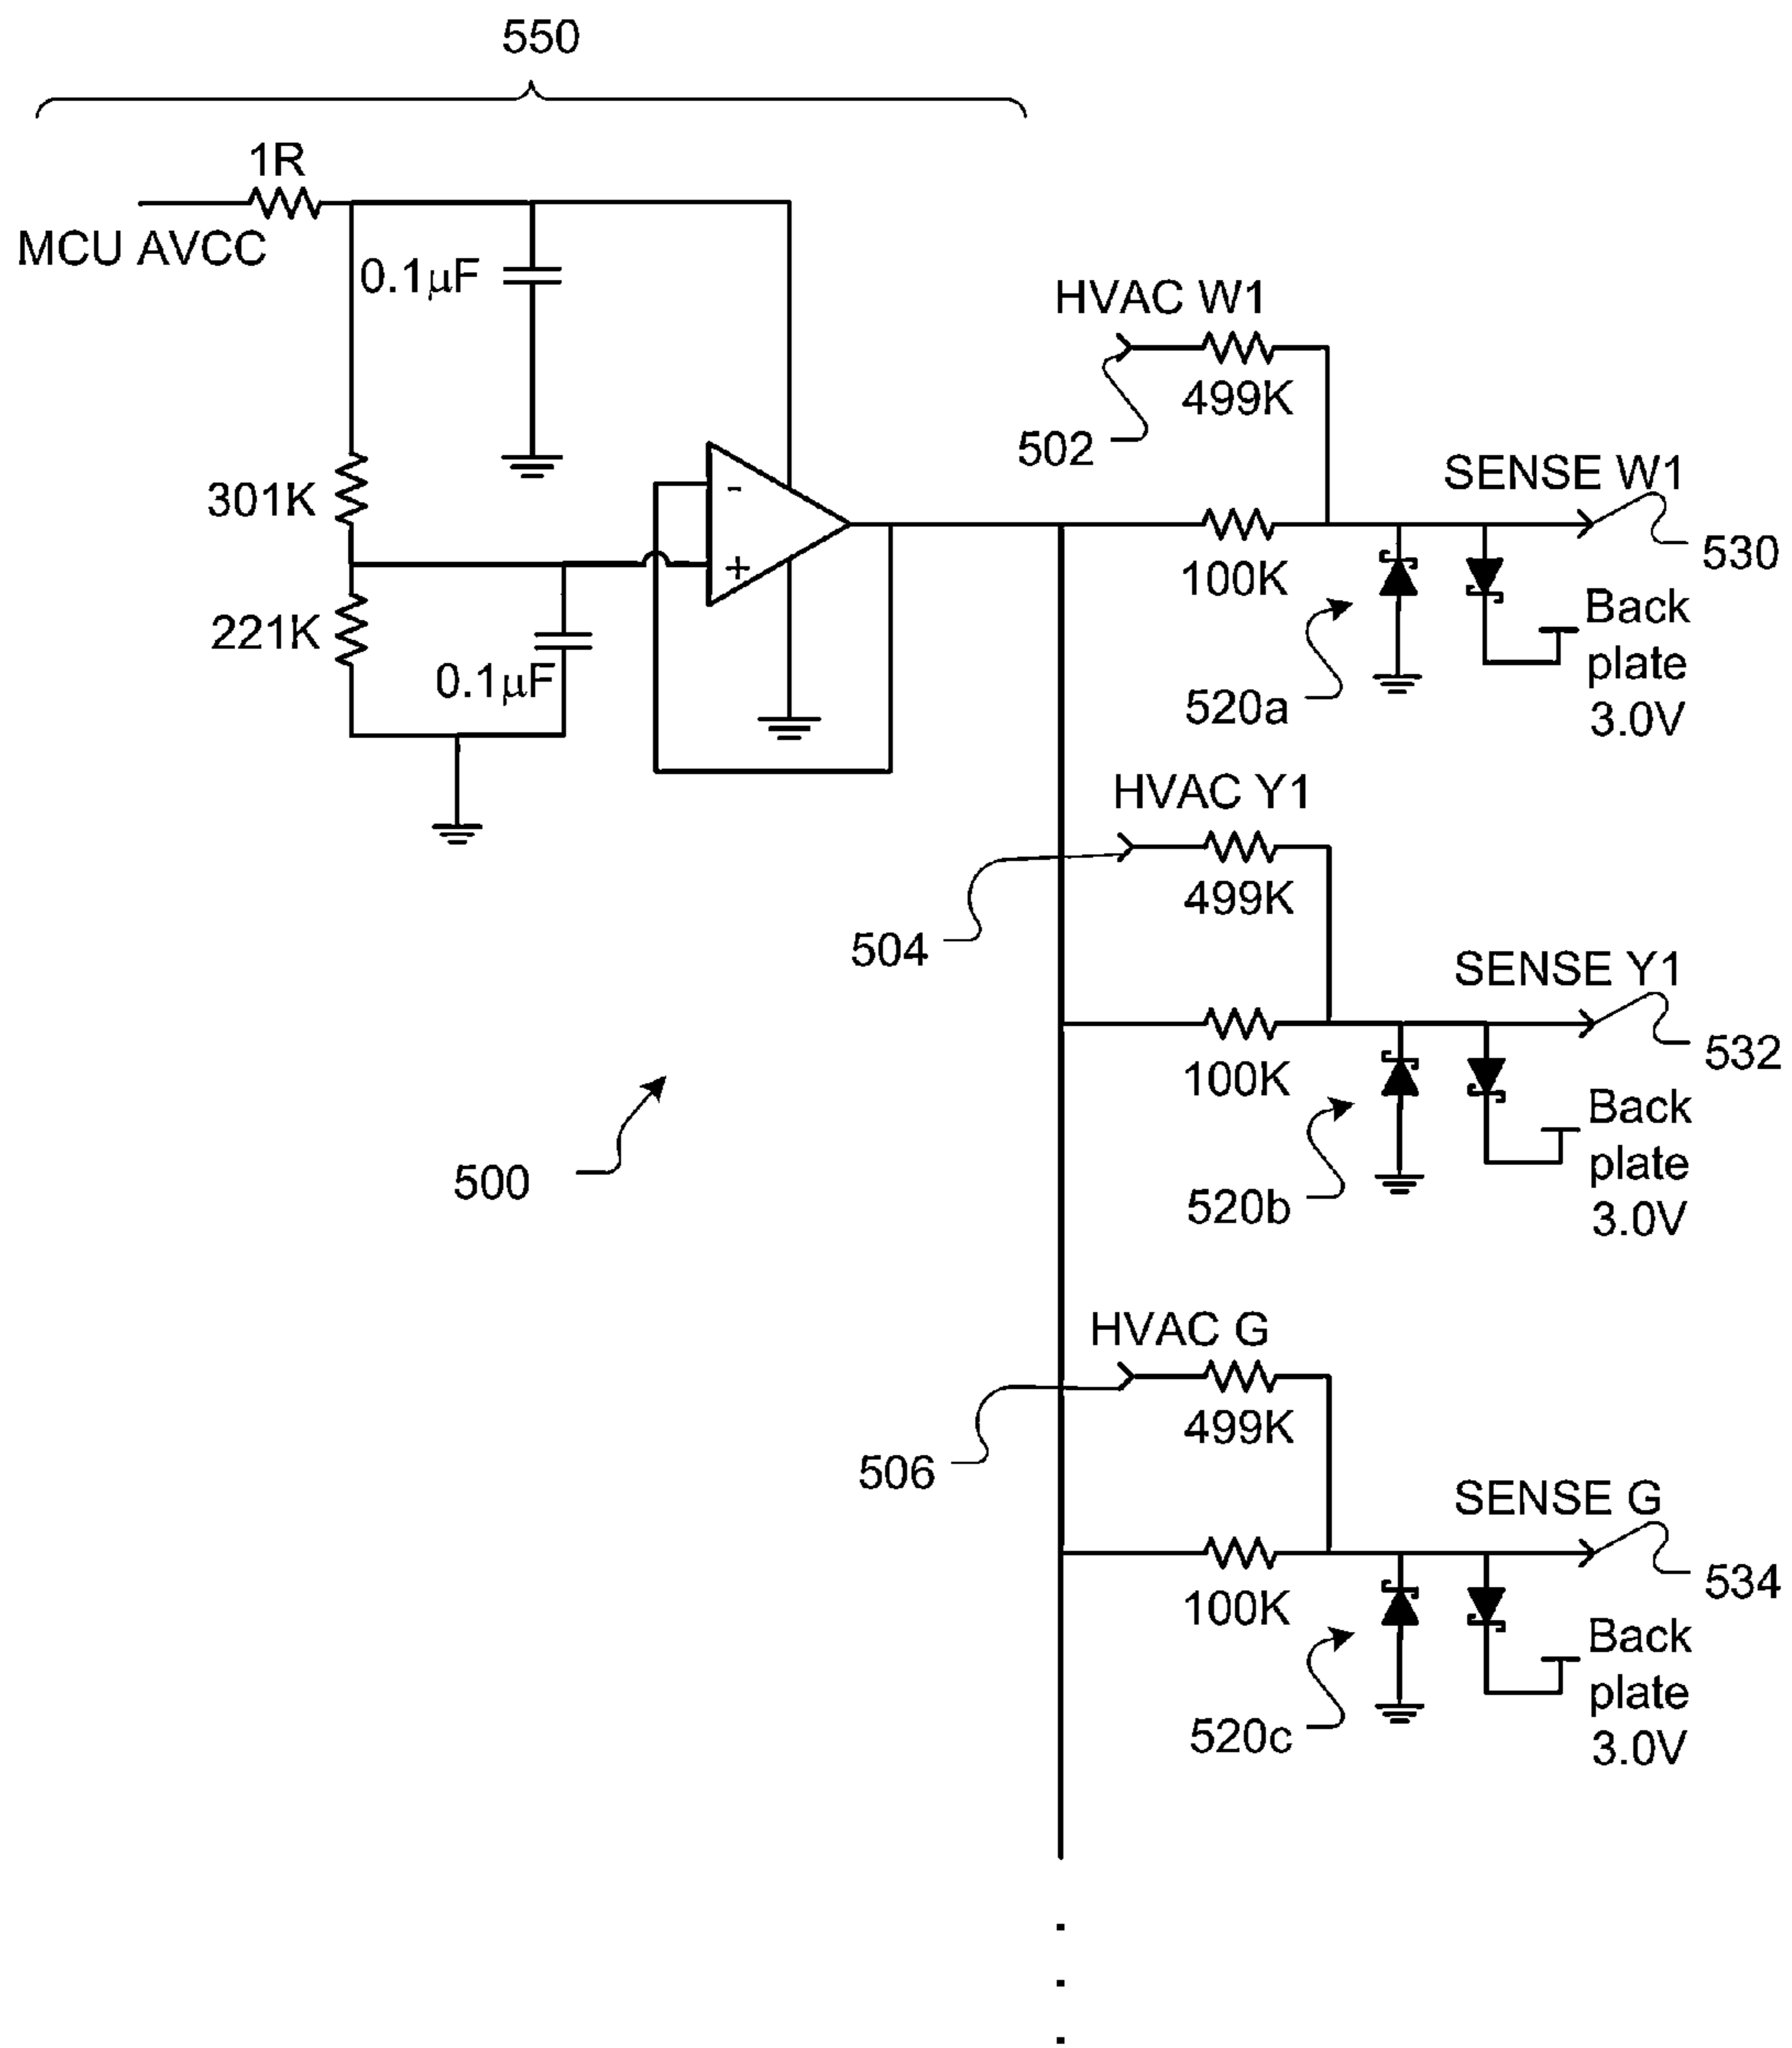 550
1R
MCU AVCC
0.1µF
HVAC W1
499K
502
SENSE W1
301K
530
100K
221K
Back
plate
3.0V
0.1µF
520a
HVAC Y1
499K
504
SENSE Y1
532
100K
Back
plate
3.0V
500
520b
HVAC G
499K
506
SENSE G
534
100K
Back
plate
3.0V
520c